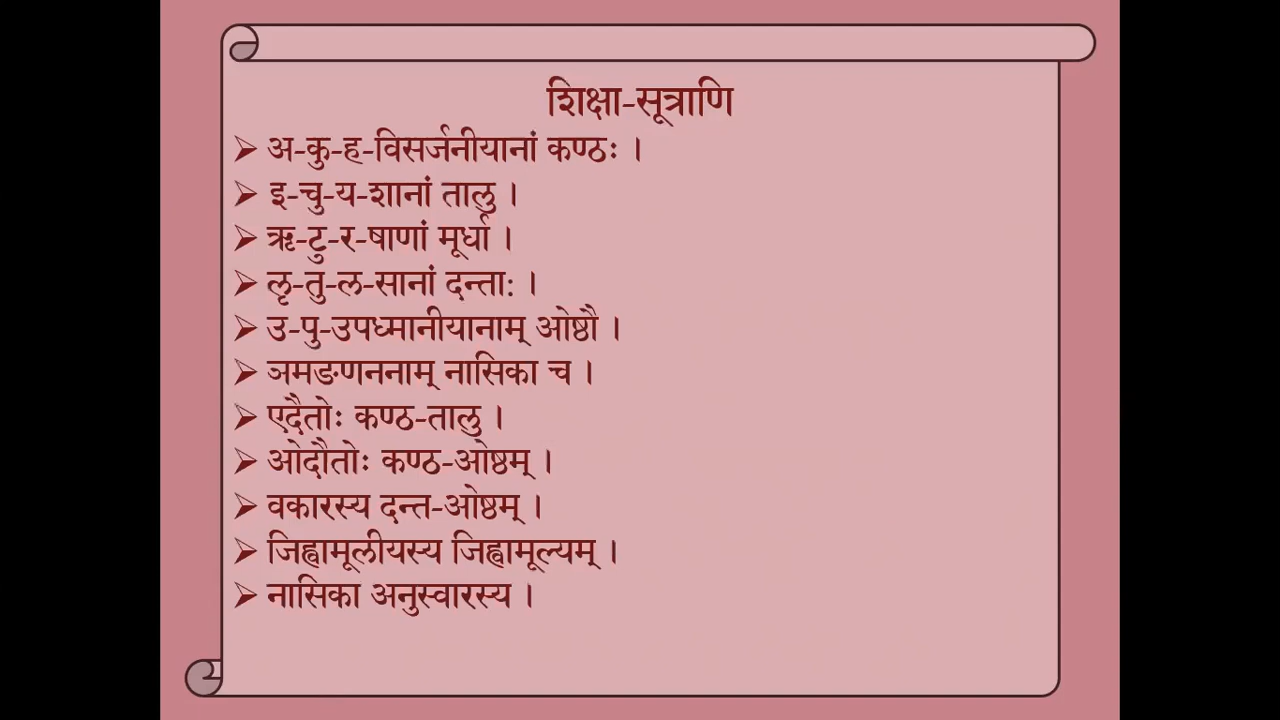 शिक्षा-सूत्राणि
➢ अ-कु-ह-विसर्जनीयानां कण्ठः ।
➢ इ-चु-य-शानां तालु ।
➢ ऋ-टु-र-षाणां मूर्धा ।
➢ लृ-तु-ल-सानां दन्ताः ।
➢ उ-पु-उपध्मानीयानाम् ओष्ठौ ।
➢ ञमङणननाम् नासिका च ।
➢ एदैतोः कण्ठ-तालु ।
➢ ओदौतोः कण्ठ-ओष्ठम् ।
➢ वकारस्य दन्त-ओष्ठम् ।
➢ जिह्वामूलीयस्य जिह्वामूल्यम् ।
➢ नासिका अनुस्वारस्य ।